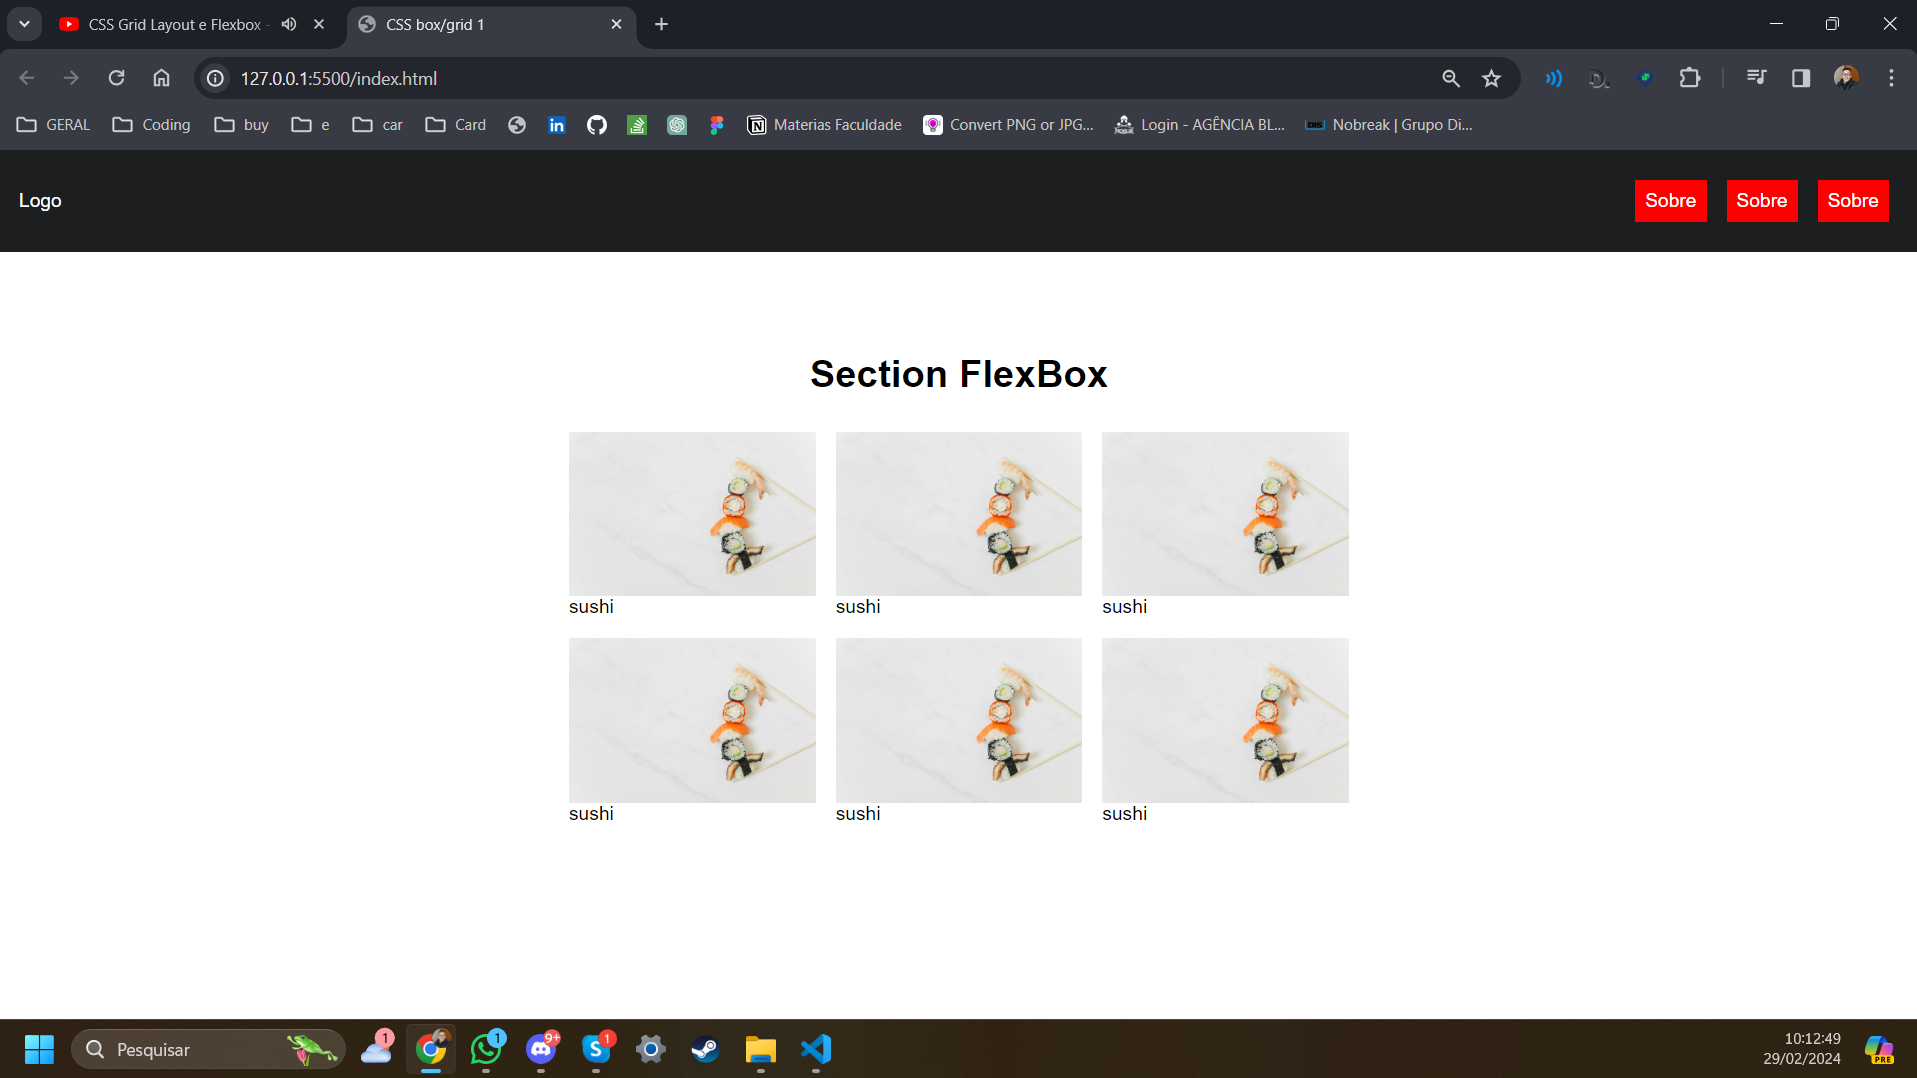 CSS Grid Layout e Flexbox -
CSS box/grid 1
127.0.0.1:5500/index.html
GERAL Coding buy e car Card Materias Faculdade Convert PNG or JPG... Login - AGÊNCIA BL... Nobreak | Grupo Di...
Logo Sobre Sobre Sobre
Section FlexBox
sushi sushi sushi
sushi sushi sushi
Pesquisar 1 1 9+ 1 10:12:49
29/02/2024 PRE